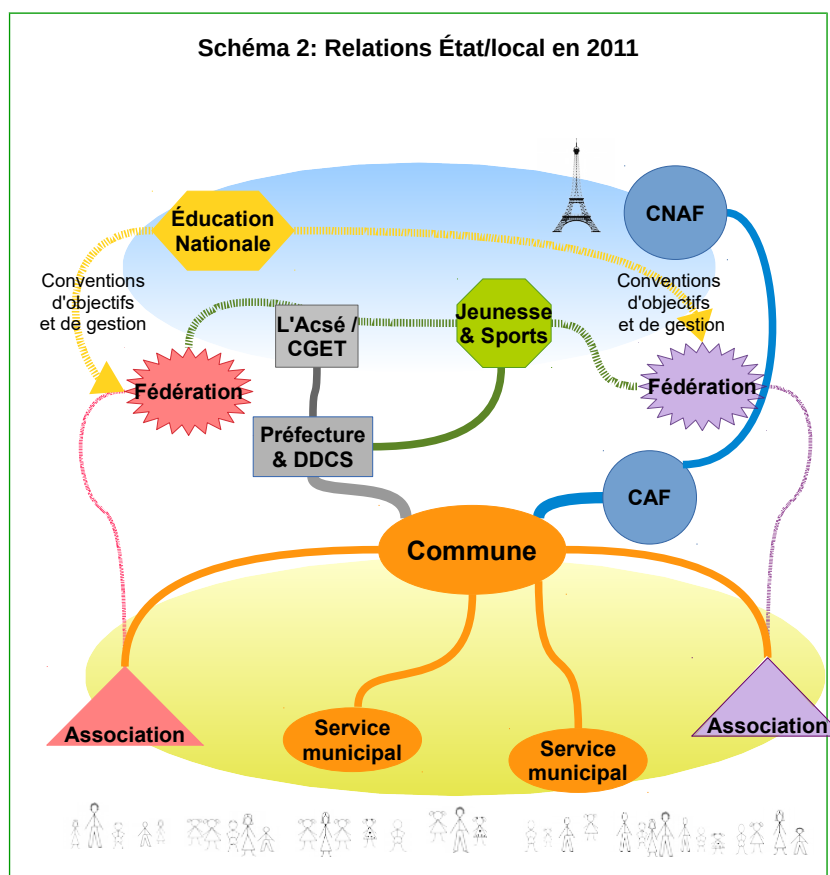 Schéma 2: Relations État/local en 2011
CNAF
Éducation
Nationale
Conventions
d'objectifs
et de gestion
Conventions
d'objectifs
et de gestion
L'Acsé /
CGET
Jeunesse
& Sports
Fédération
Fédération
Préfecture
& DDCS
CAF
Commune
Association
Service
municipal
Service
municipal
Association